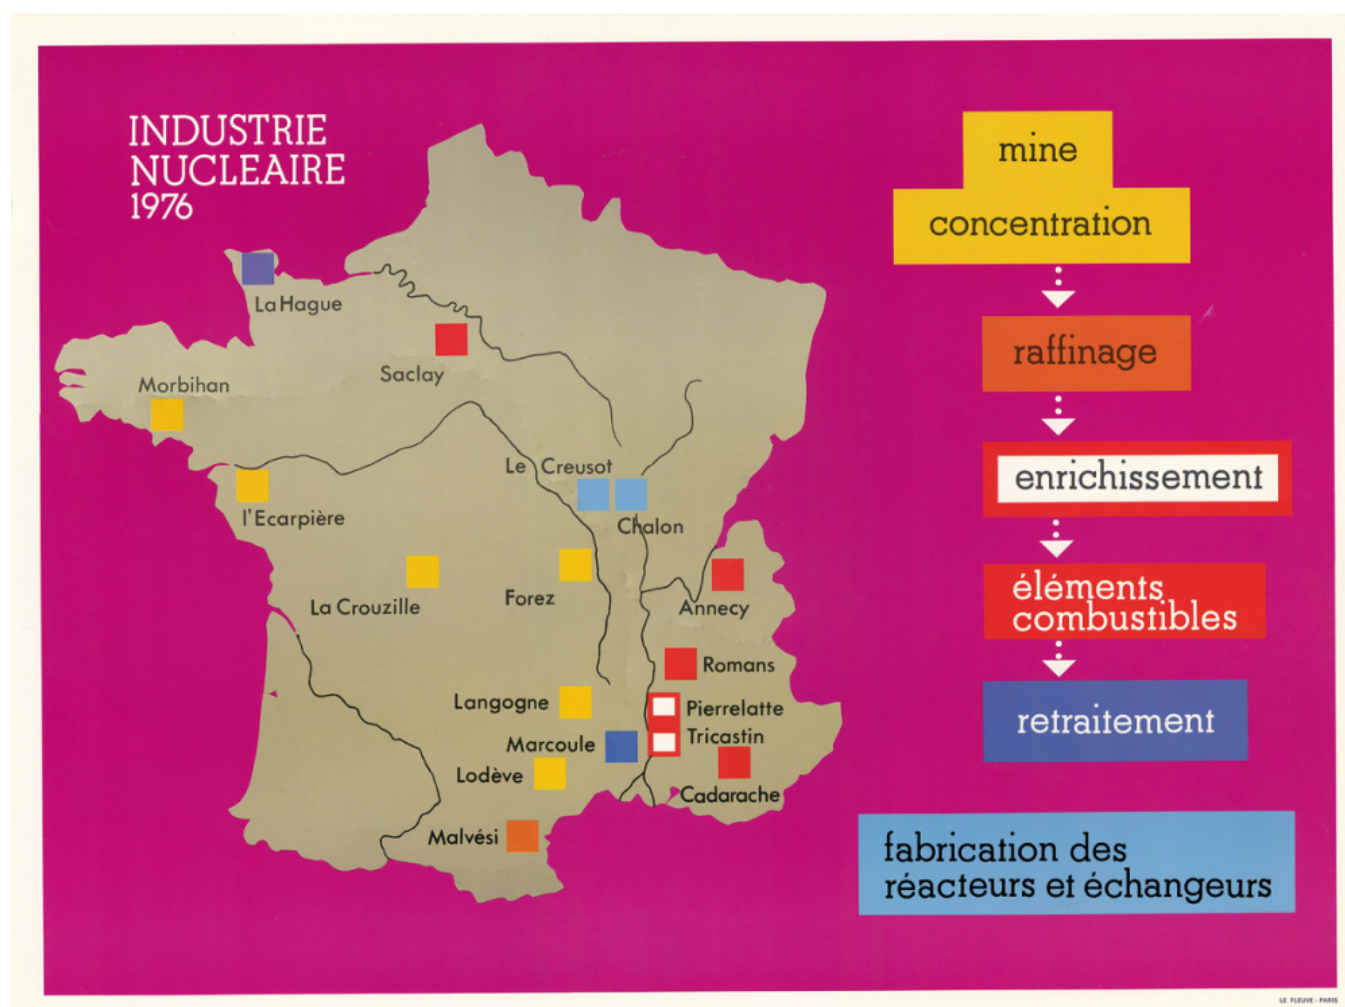 INDUSTRIE
NUCLEAIRE
1976
La Hague
Saclay
Morbihan
l'Ecarpière
Le Creusot
Chalon
La Crouzille
Forez
Annecy
Romans
Langogne
Pierrelatte
Marcoule
Tricastin
Lodève
Cadarache
Malvési
mine
concentration
raffinage
enrichissement
éléments
combustibles
retraitement
fabrication des
réacteurs et échangeurs
LE FLEUVE - PARIS